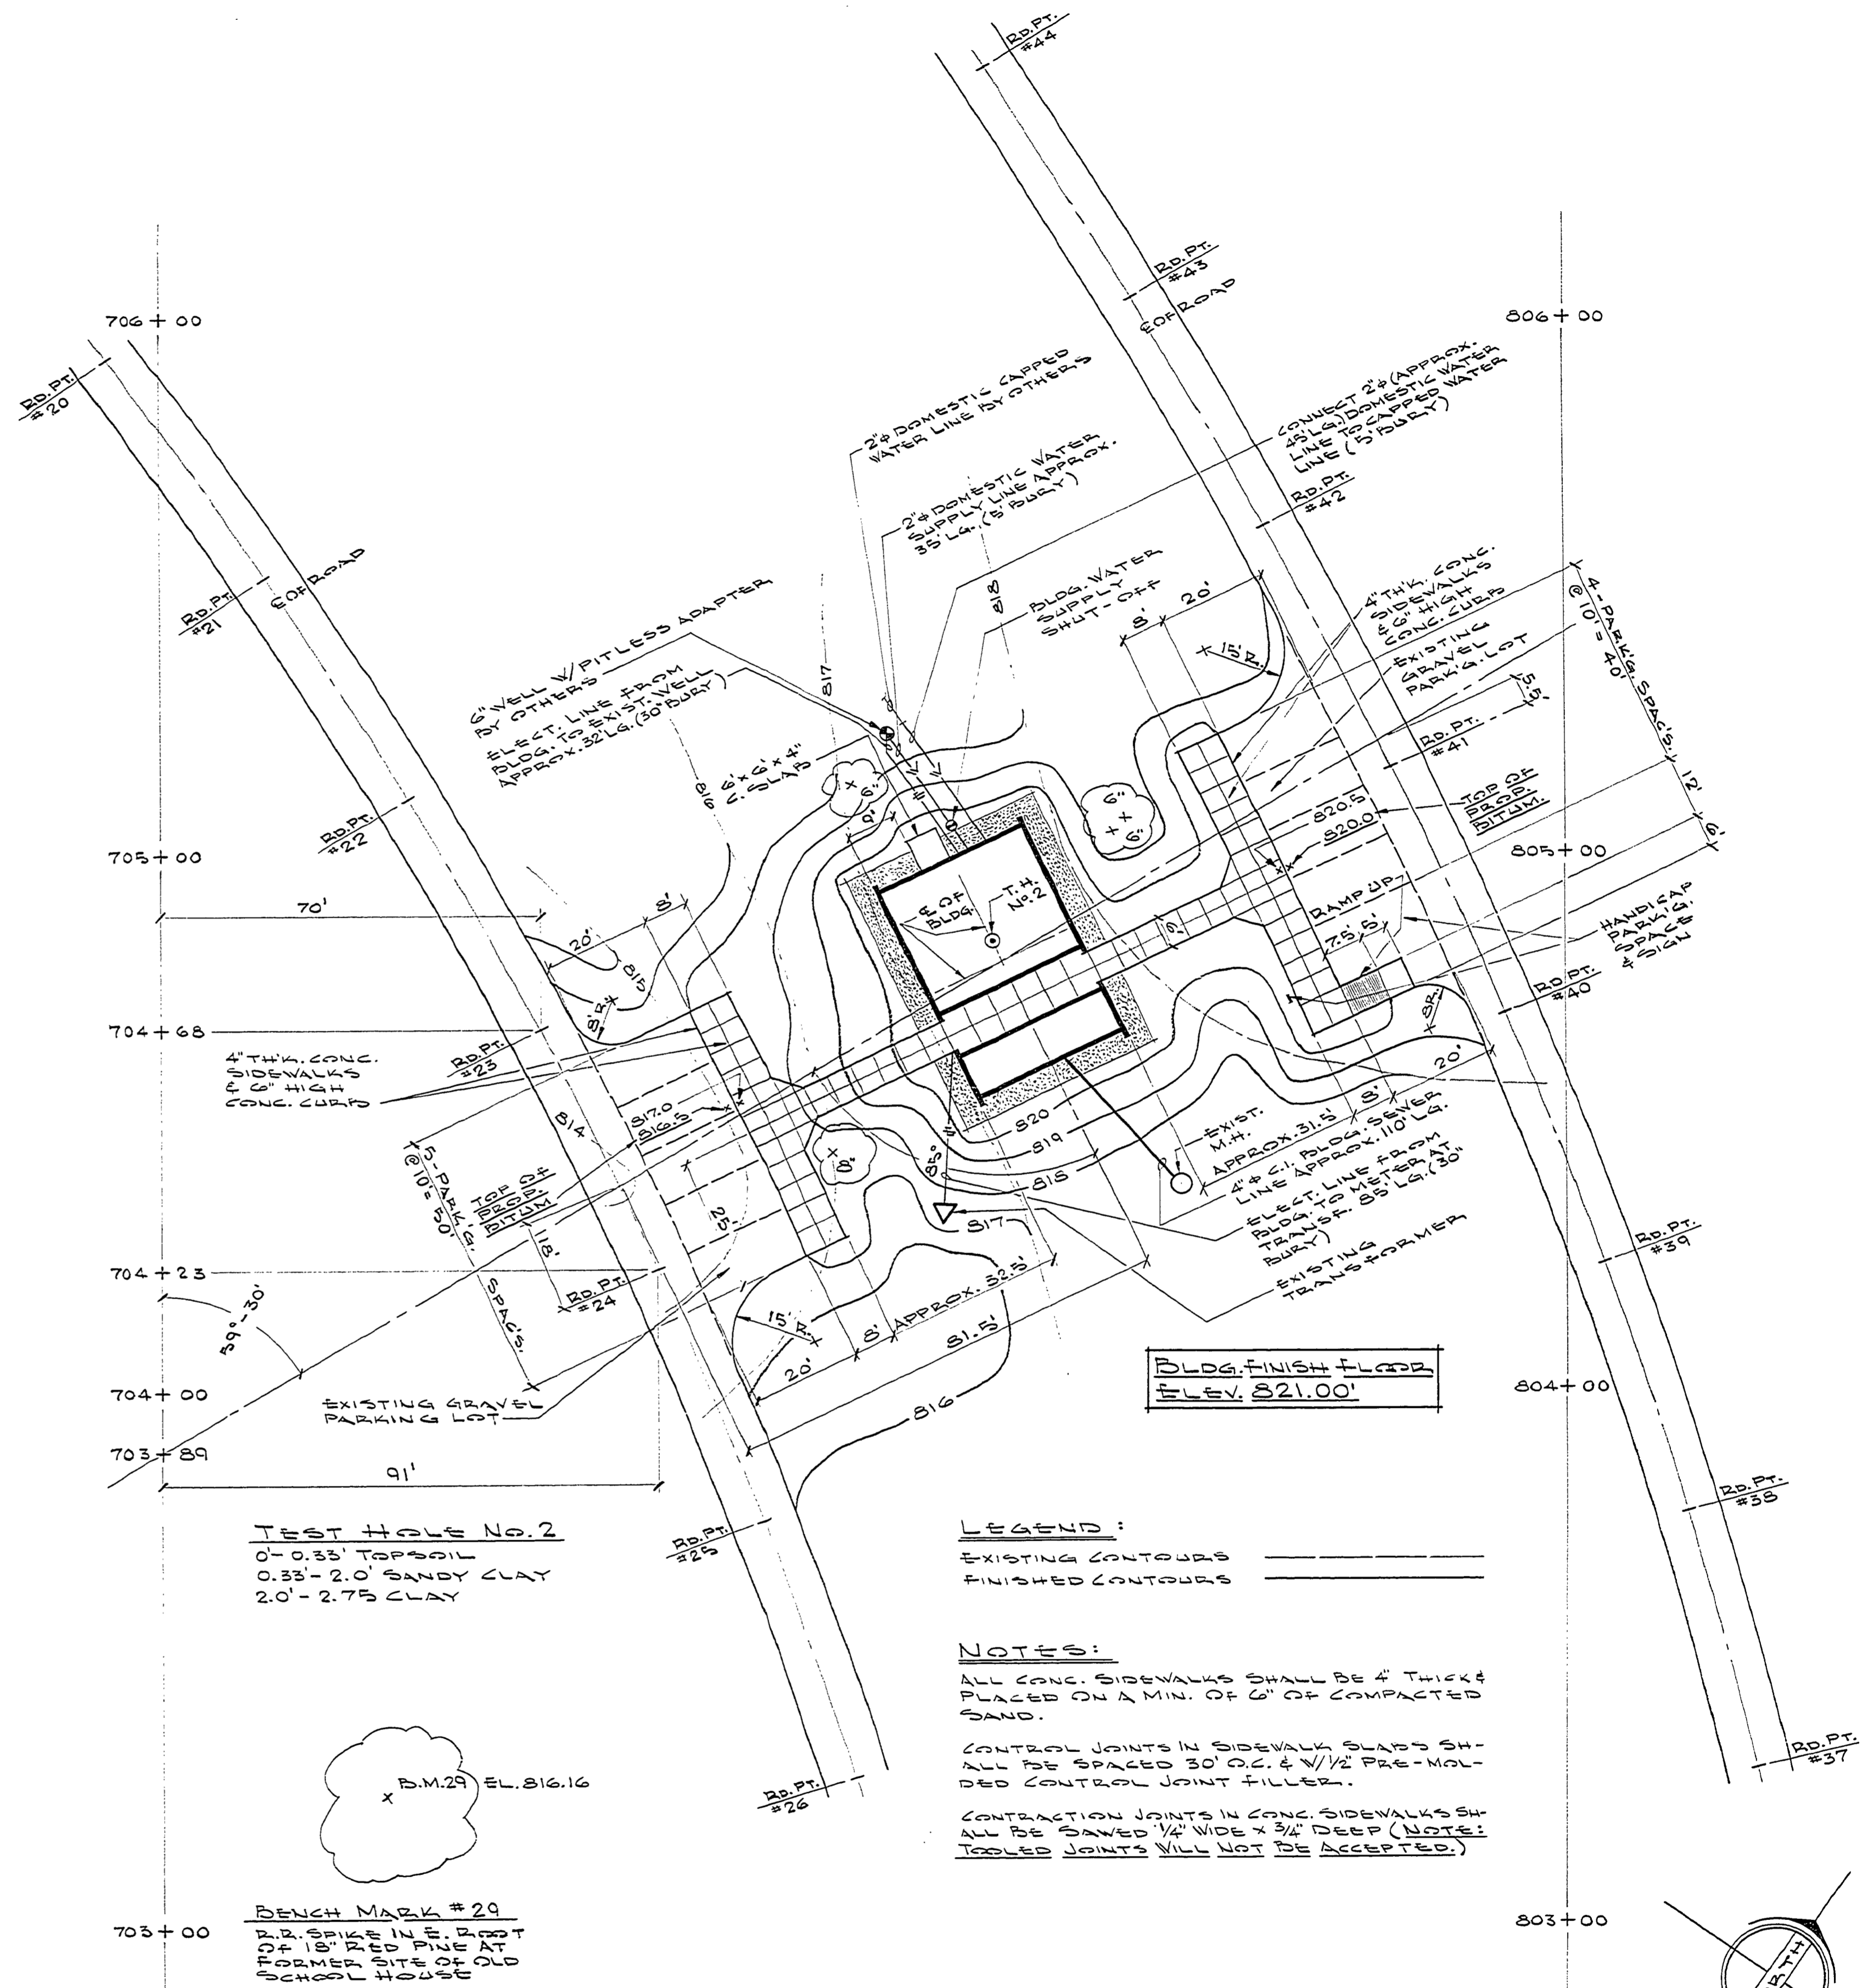 RD. PT.
#44
RD. PT.
#43
℄ OF ROAD
706+00
806+00
RD. PT.
#20
2"ϕ DOMESTIC CAPPED
WATER LINE BY OTHERS
CONNECT 2"ϕ (APPROX.
45' LG.) DOMESTIC WATER
LINE TO CAPPED WATER
LINE (5' BURY)
2"ϕ DOMESTIC WATER
SUPPLY LINE APPROX.
35' LG. (5' BURY)
RD. PT.
#42
RD. PT.
#21
℄ OF ROAD
6" WELL W/ PITLESS ADAPTER
BY OTHERS
ELECT. LINE FROM
BLDG. TO EXIST. WELL
APPROX. 32' LG. (30" BURY)
817
818
BLDG. WATER
SUPPLY
SHUT-OFF
8'
20'
15' R.
4" TH'K. CONC.
SIDEWALKS
& 6" HIGH
CONC. CURB
EXISTING
GRAVEL
PARK'G. LOT
4 - PARK'G. SPAC'S.
@ 10' = 40'
5.5'
12'
6'
RD. PT.
#41
816
6'x6'x4"
C. SLAB
6"
9'
6"
6"
820.5
820.0
TOP OF
PROP.
BITUM.
RD. PT.
#22
705+00
805+00
70'
20'
8'
815
8' R.
℄ OF
BLDG.
T.H.
No. 2
6'
RAMP UP
7.5'
5'
HANDICAP
PARK'G.
SPACE
& SIGN
RD. PT.
#40
8' R.
20'
8'
704+68
4" TH'K. CONC.
SIDEWALKS
& 6" HIGH
CONC. CURB
RD. PT.
#23
814
817.0
816.5
8"
85°
820
819
818
817
EXIST.
M.H.
APPROX. 31.5'
4"ϕ C.I. BLDG. SEWER
LINE APPROX. 110' LG.
ELECT. LINE FROM
BLDG. TO METER AT
TRANSF. 85' LG. (30"
BURY)
EXISTING
TRANSFORMER
RD. PT.
#39
5 - PARK'G. SPAC'S.
@ 10' = 50'
TOP OF
PROP.
BITUM
18'
25'
704+23
RD. PT.
#24
59°-30'
15' R.
20'
8'
APPROX. 32.5'
81.5'
816
BLDG. FINISH FLOOR
ELEV. 821.00'
704+00
804+00
EXISTING GRAVEL
PARKING LOT
703+89
91'
RD. PT.
#38
RD. PT.
#25
TEST HOLE No. 2
0'- 0.33' TOPSOIL
0.33'- 2.0' SANDY CLAY
2.0'- 2.75 CLAY
LEGEND:
EXISTING CONTOURS
FINISHED CONTOURS
NOTES:
ALL CONC. SIDEWALKS SHALL BE 4" THICK &
PLACED ON A MIN. OF 6" OF COMPACTED
SAND.
CONTROL JOINTS IN SIDEWALK SLABS SH-
ALL BE SPACED 30' O.C. & W/ 1/2" PRE-MOL-
DED CONTROL JOINT FILLER.
CONTRACTION JOINTS IN CONC. SIDEWALKS SH-
ALL BE SAWED 1/4" WIDE x 3/4" DEEP (NOTE:
TOOLED JOINTS WILL NOT BE ACCEPTED.)
RD. PT.
#37
RD. PT.
#26
B.M.29 EL. 816.16
BENCH MARK #29
R.R. SPIKE IN E. ROOT
OF 18" RED PINE AT
FORMER SITE OF OLD
SCHOOL HOUSE
703+00
803+00